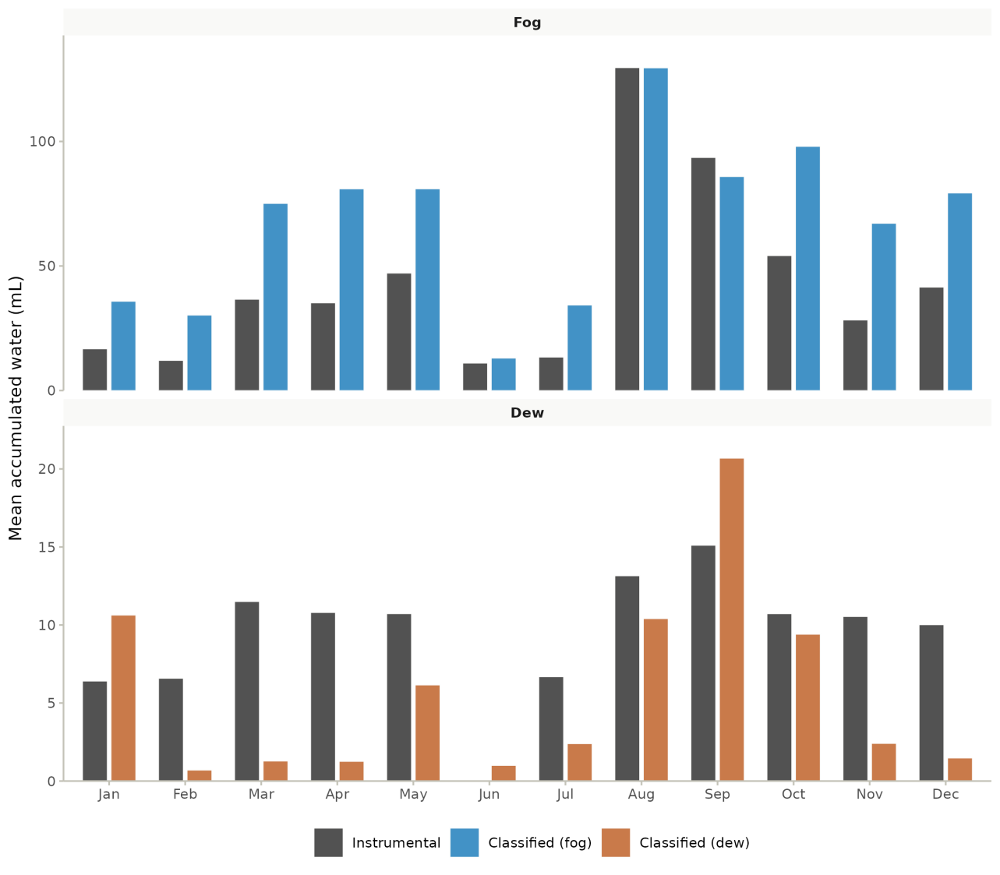 Fog
Mean accumulated water (mL)
100
50
0
Dew
20
15
10
5
0
Jan Feb Mar Apr May Jun Jul Aug Sep Oct Nov Dec
Instrumental Classified (fog) Classified (dew)